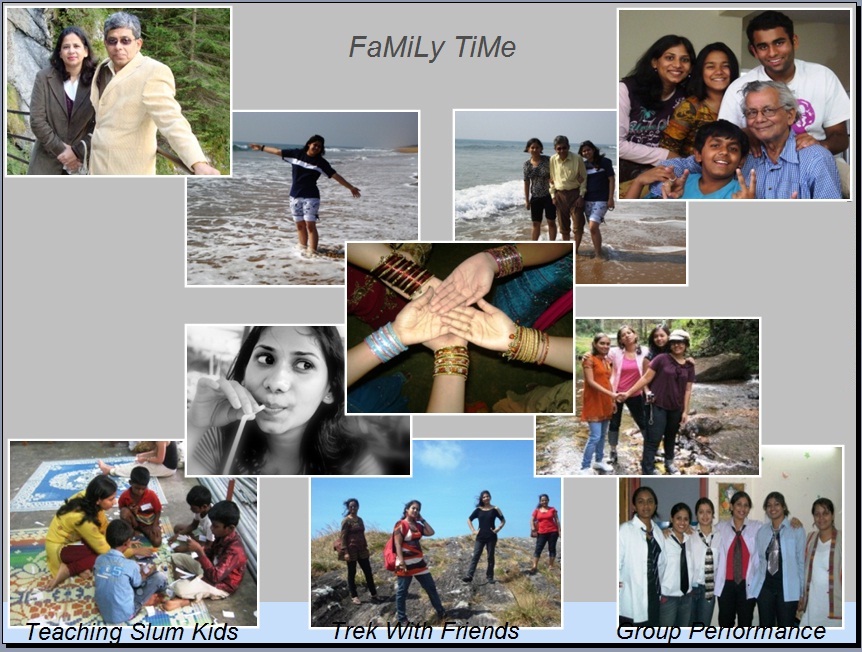 FaMiLy TiMe
Teaching Slum Kids
Trek With Friends
Group Performance